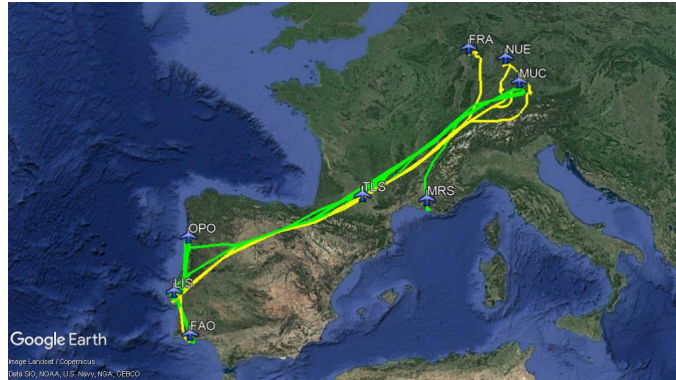 FRA
NUE
MUC
TLS
MRS
OPO
LIS
FAO
Google Earth
Image Landsat / Copernicus
Data SIO, NOAA, U.S. Navy, NGA, GEBCO